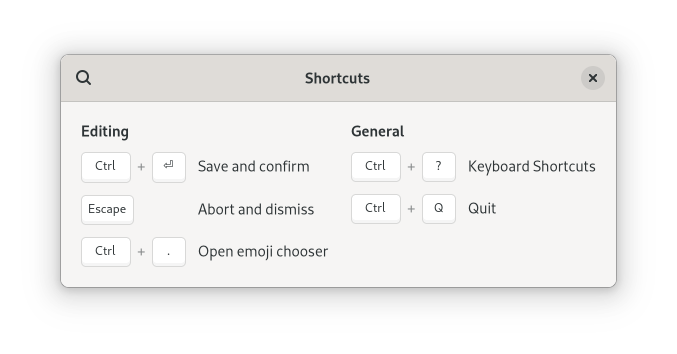 Shortcuts
Editing
Ctrl + ⏎ Save and confirm
Escape Abort and dismiss
Ctrl + . Open emoji chooser
General
Ctrl + ? Keyboard Shortcuts
Ctrl + Q Quit